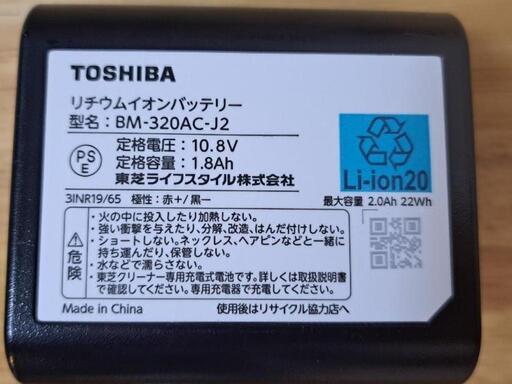 TOSHIBA
リチウムイオンバッテリー
型名：BM-320AC-J2
PS
E
定格電圧：10.8V
定格容量：1.8Ah
東芝ライフスタイル株式会社
Li-ion20
3INR19/65 極性：赤＋/黒－
最大容量 2.0Ah 22Wh
危険
・火の中に投入したり加熱しない。
・強い衝撃を与えたり、分解、改造、はんだ付けしない。
・ショートしない。ネックレス、ヘアピンなどと一緒に
持ち運んだり、保管しない。
・水などで濡らさない。
・東芝クリーナー専用充電式電池です。詳しくは取扱説明書
で確認してください。専用充電器で充電してください。
Made in China
使用後はリサイクル協力店へ